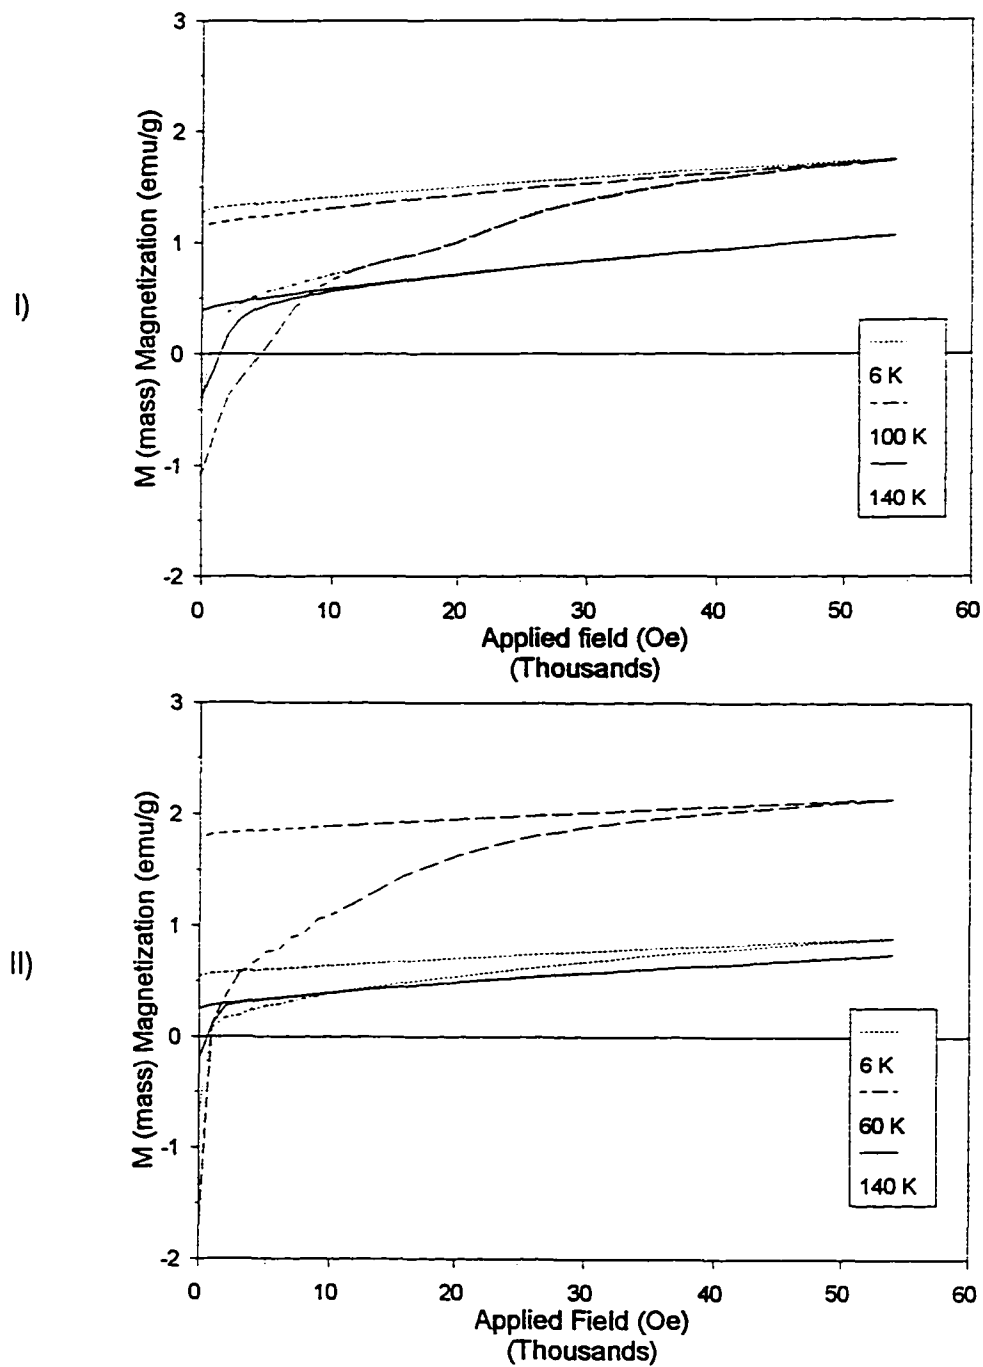 I)
M (mass) Magnetization (emu/g)
3
2
1
0
-1
-2
0 10 20 30 40 50 60
Applied field (Oe)
(Thousands)
6 K
100 K
140 K
II)
M (mass) Magnetization (emu/g)
3
2
1
0
-1
-2
0 10 20 30 40 50 60
Applied Field (Oe)
(Thousands)
6 K
60 K
140 K